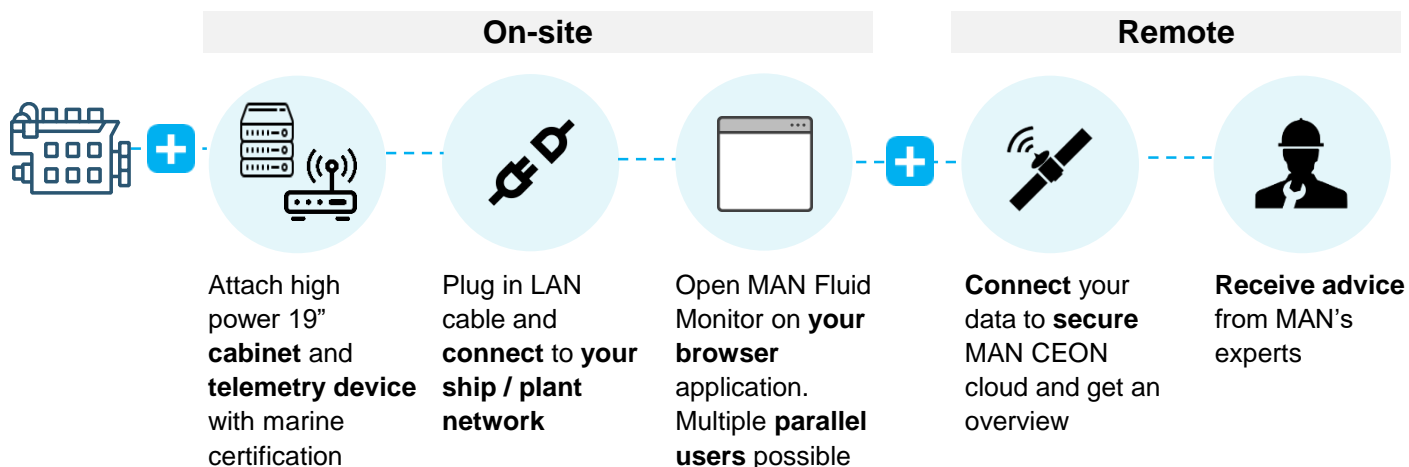 On-site
Remote
Attach high
power 19”
cabinet and
telemetry device
with marine
certification
Plug in LAN
cable and
connect to your
ship / plant
network
Open MAN Fluid
Monitor on your
browser
application.
Multiple parallel
users possible
Connect your
data to secure
MAN CEON
cloud and get an
overview
Receive advice
from MAN’s
experts